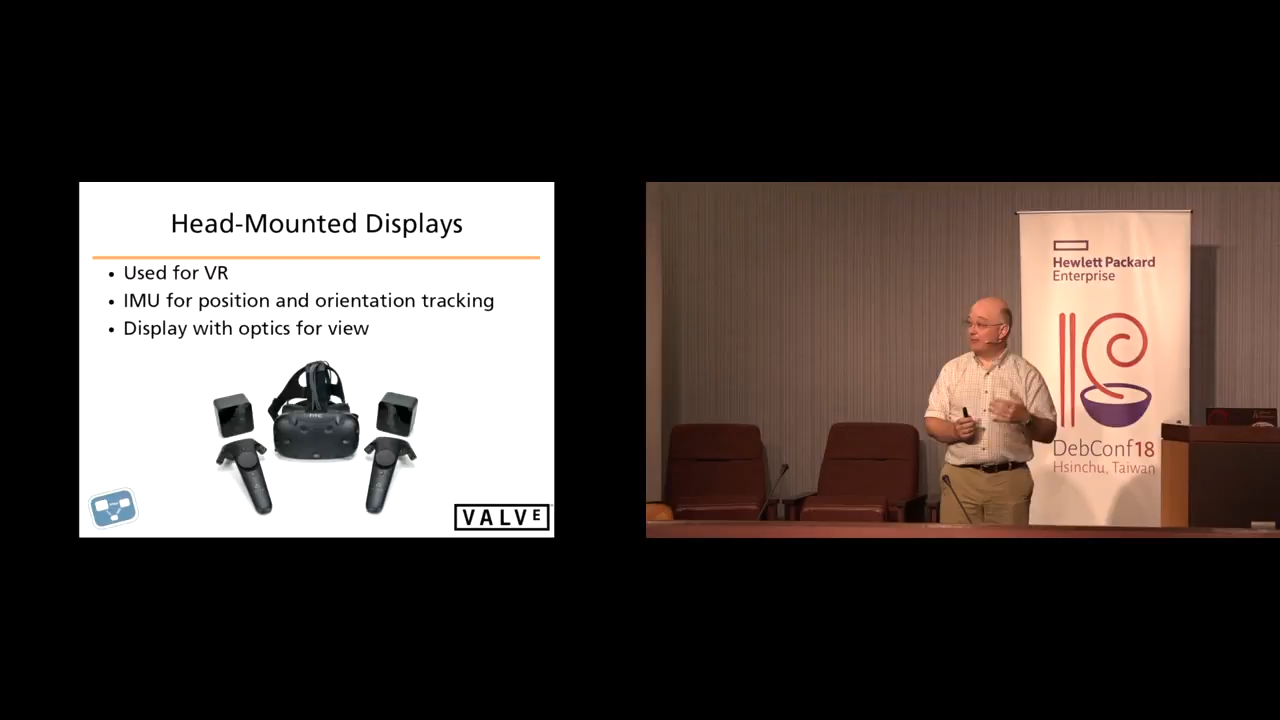 Head-Mounted Displays
• Used for VR
• IMU for position and orientation tracking
• Display with optics for view
hTC
VALVE
Hewlett Packard
Enterprise
DebConf18
Hsinchu, Taiwan